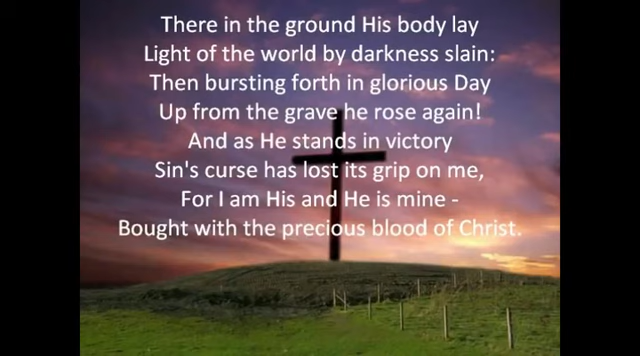 There in the ground His body lay
Light of the world by darkness slain:
Then bursting forth in glorious Day
Up from the grave he rose again!
And as He stands in victory
Sin's curse has lost its grip on me,
For I am His and He is mine -
Bought with the precious blood of Christ.